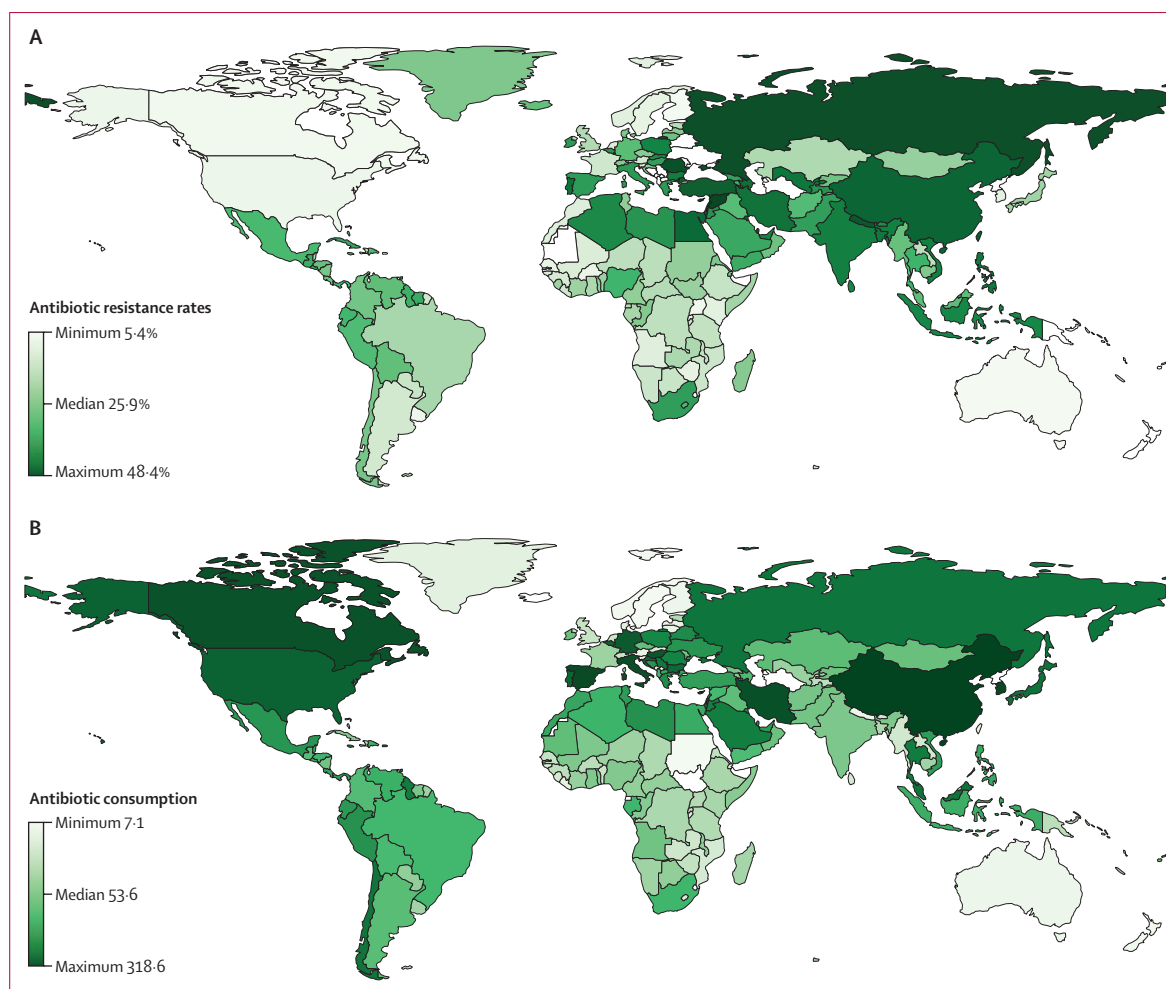 A
Antibiotic resistance rates
Minimum 5·4%
Median 25·9%
Maximum 48·4%
B
Antibiotic consumption
Minimum 7·1
Median 53·6
Maximum 318·6